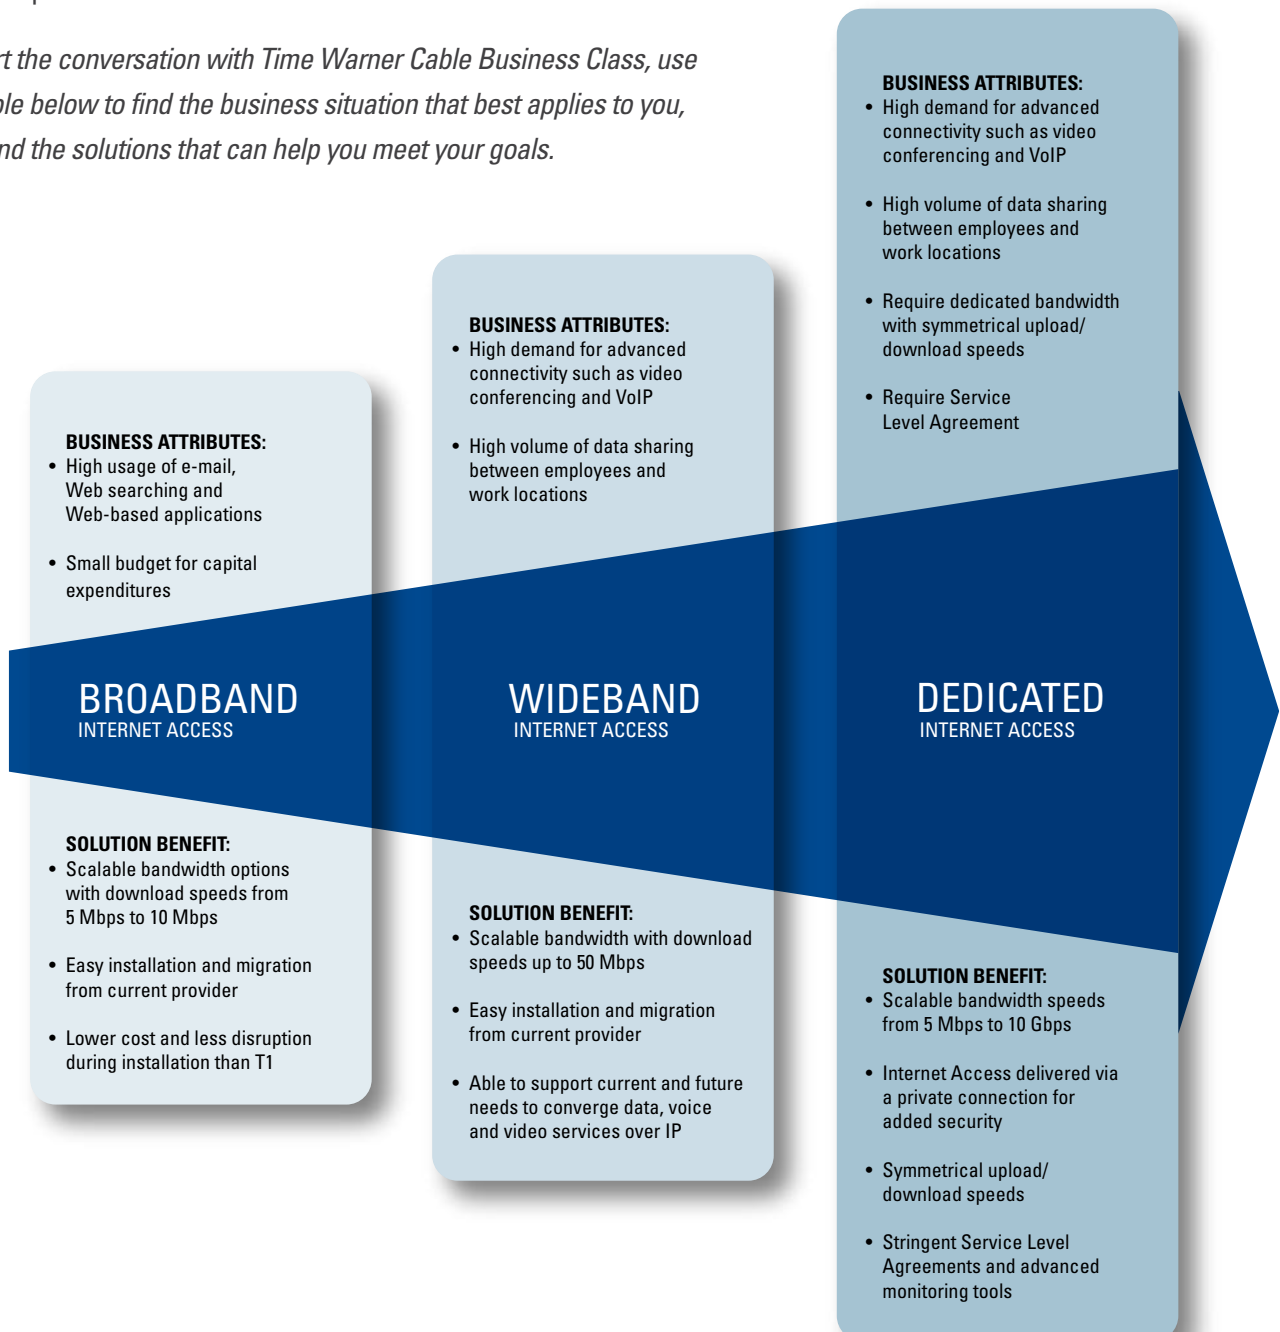 rt the conversation with Time Warner Cable Business Class, use
ble below to find the business situation that best applies to you,
nd the solutions that can help you meet your goals.
BUSINESS ATTRIBUTES:
• High usage of e-mail,
Web searching and
Web-based applications
• Small budget for capital
expenditures
BROADBAND
INTERNET ACCESS
SOLUTION BENEFIT:
• Scalable bandwidth options
with download speeds from
5 Mbps to 10 Mbps
• Easy installation and migration
from current provider
• Lower cost and less disruption
during installation than T1
BUSINESS ATTRIBUTES:
• High demand for advanced
connectivity such as video
conferencing and VoIP
• High volume of data sharing
between employees and
work locations
WIDEBAND
INTERNET ACCESS
SOLUTION BENEFIT:
• Scalable bandwidth with download
speeds up to 50 Mbps
• Easy installation and migration
from current provider
• Able to support current and future
needs to converge data, voice
and video services over IP
BUSINESS ATTRIBUTES:
• High demand for advanced
connectivity such as video
conferencing and VoIP
• High volume of data sharing
between employees and
work locations
• Require dedicated bandwidth
with symmetrical upload/
download speeds
• Require Service
Level Agreement
DEDICATED
INTERNET ACCESS
SOLUTION BENEFIT:
• Scalable bandwidth speeds
from 5 Mbps to 10 Gbps
• Internet Access delivered via
a private connection for
added security
• Symmetrical upload/
download speeds
• Stringent Service Level
Agreements and advanced
monitoring tools